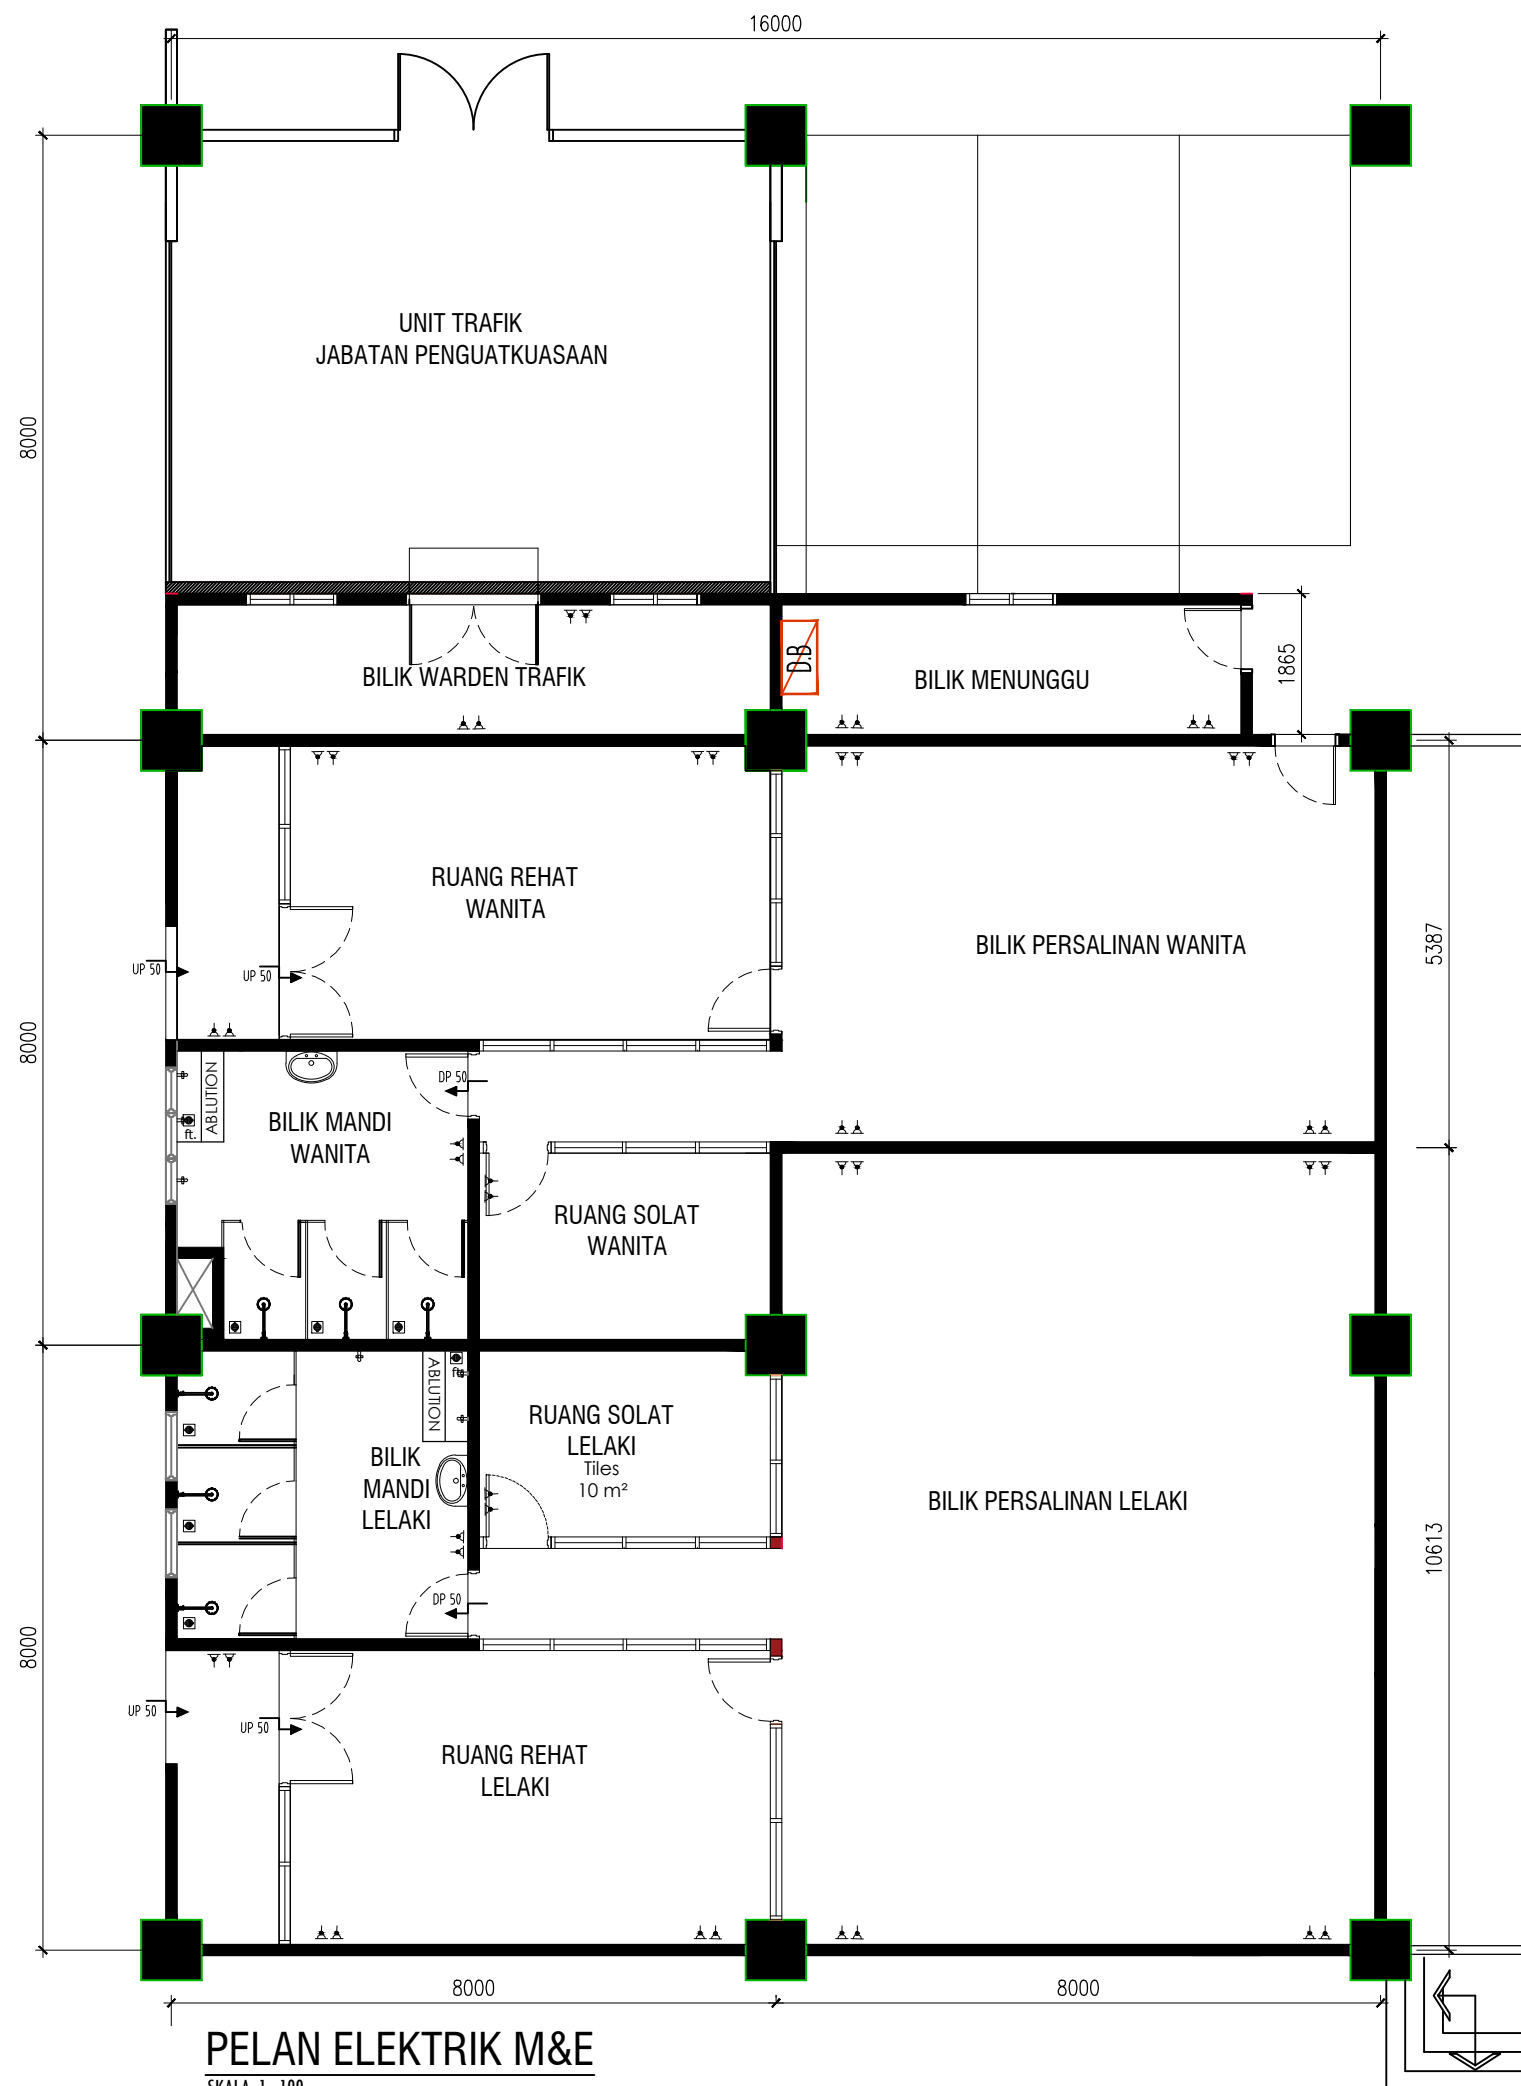 16000
UNIT TRAFIK
JABATAN PENGUATKUASAAN
8000
D.B
BILIK WARDEN TRAFIK
BILIK MENUNGGU
1865
RUANG REHAT
WANITA
BILIK PERSALINAN WANITA
5387
UP 50
UP 50
8000
ABLUTION
ft.
DP 50
BILIK MANDI
WANITA
RUANG SOLAT
WANITA
ABLUTION
ft.
RUANG SOLAT
LELAKI
Tiles
10 m²
BILIK
MANDI
LELAKI
BILIK PERSALINAN LELAKI
10613
DP 50
8000
UP 50
UP 50
RUANG REHAT
LELAKI
8000
8000
PELAN ELEKTRIK M&E